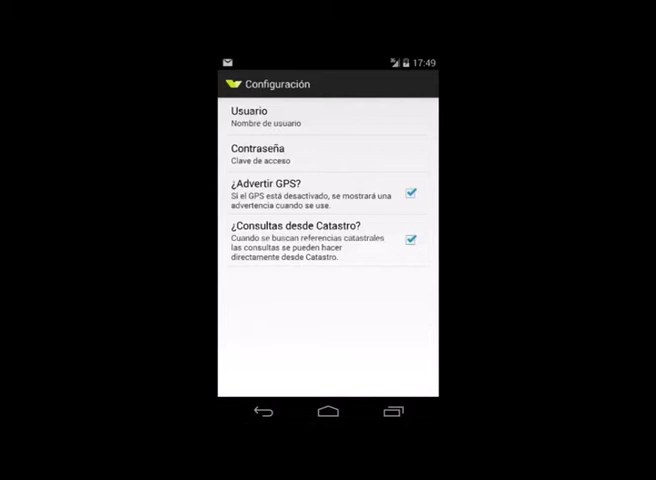 17:49
Configuración
Usuario
Nombre de usuario
Contraseña
Clave de acceso
¿Advertir GPS?
Si el GPS está desactivado, se mostrará una
advertencia cuando se use.
¿Consultas desde Catastro?
Cuando se buscan referencias catastrales
las consultas se pueden hacer
directamente desde Catastro.